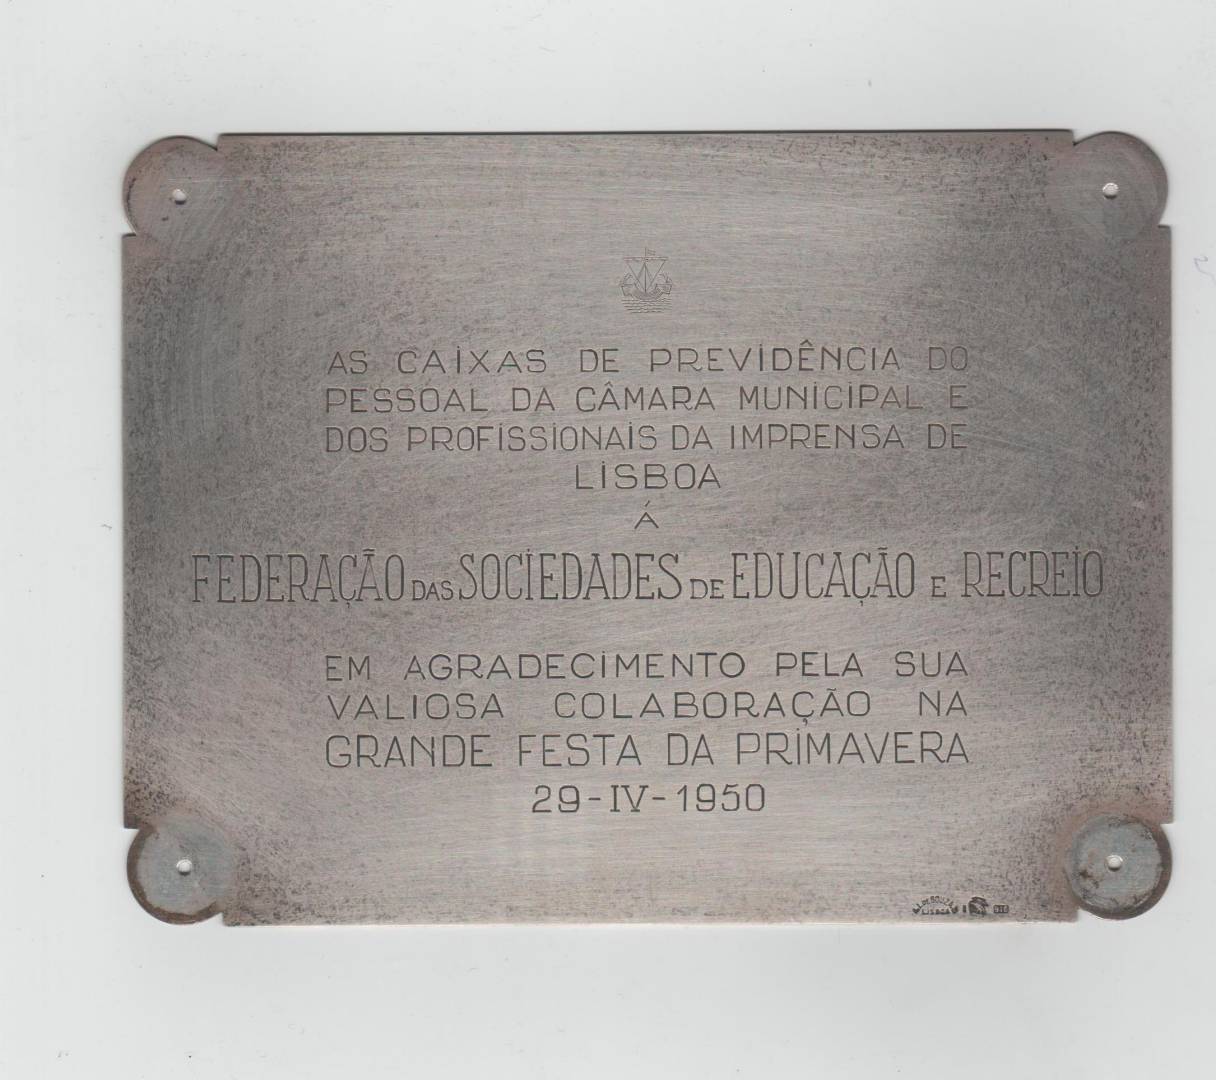 AS CAIXAS DE PREVIDÊNCIA DO
PESSOAL DA CÂMARA MUNICIPAL E
DOS PROFISSIONAIS DA IMPRENSA DE
LISBOA
Á
FEDERAÇÃO DAS SOCIEDADES DE EDUCAÇÃO E RECREIO
EM AGRADECIMENTO PELA SUA
VALIOSA COLABORAÇÃO NA
GRANDE FESTA DA PRIMAVERA
29-IV-1950
LISBOA